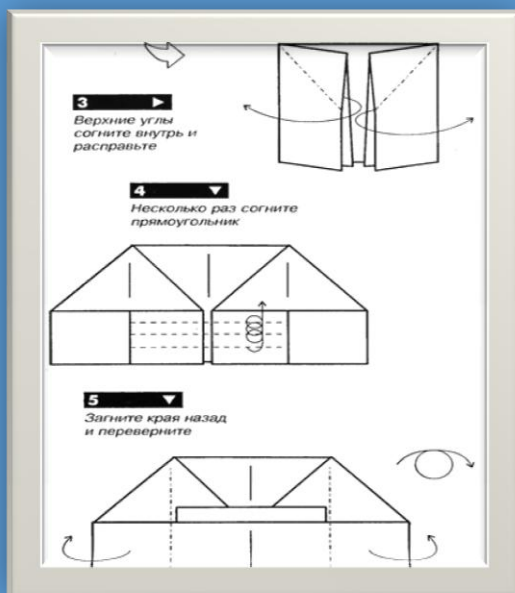 3
Верхние углы
согните внутрь и
расправьте
4
Несколько раз согните
прямоугольник
5
Загните края назад
и переверните